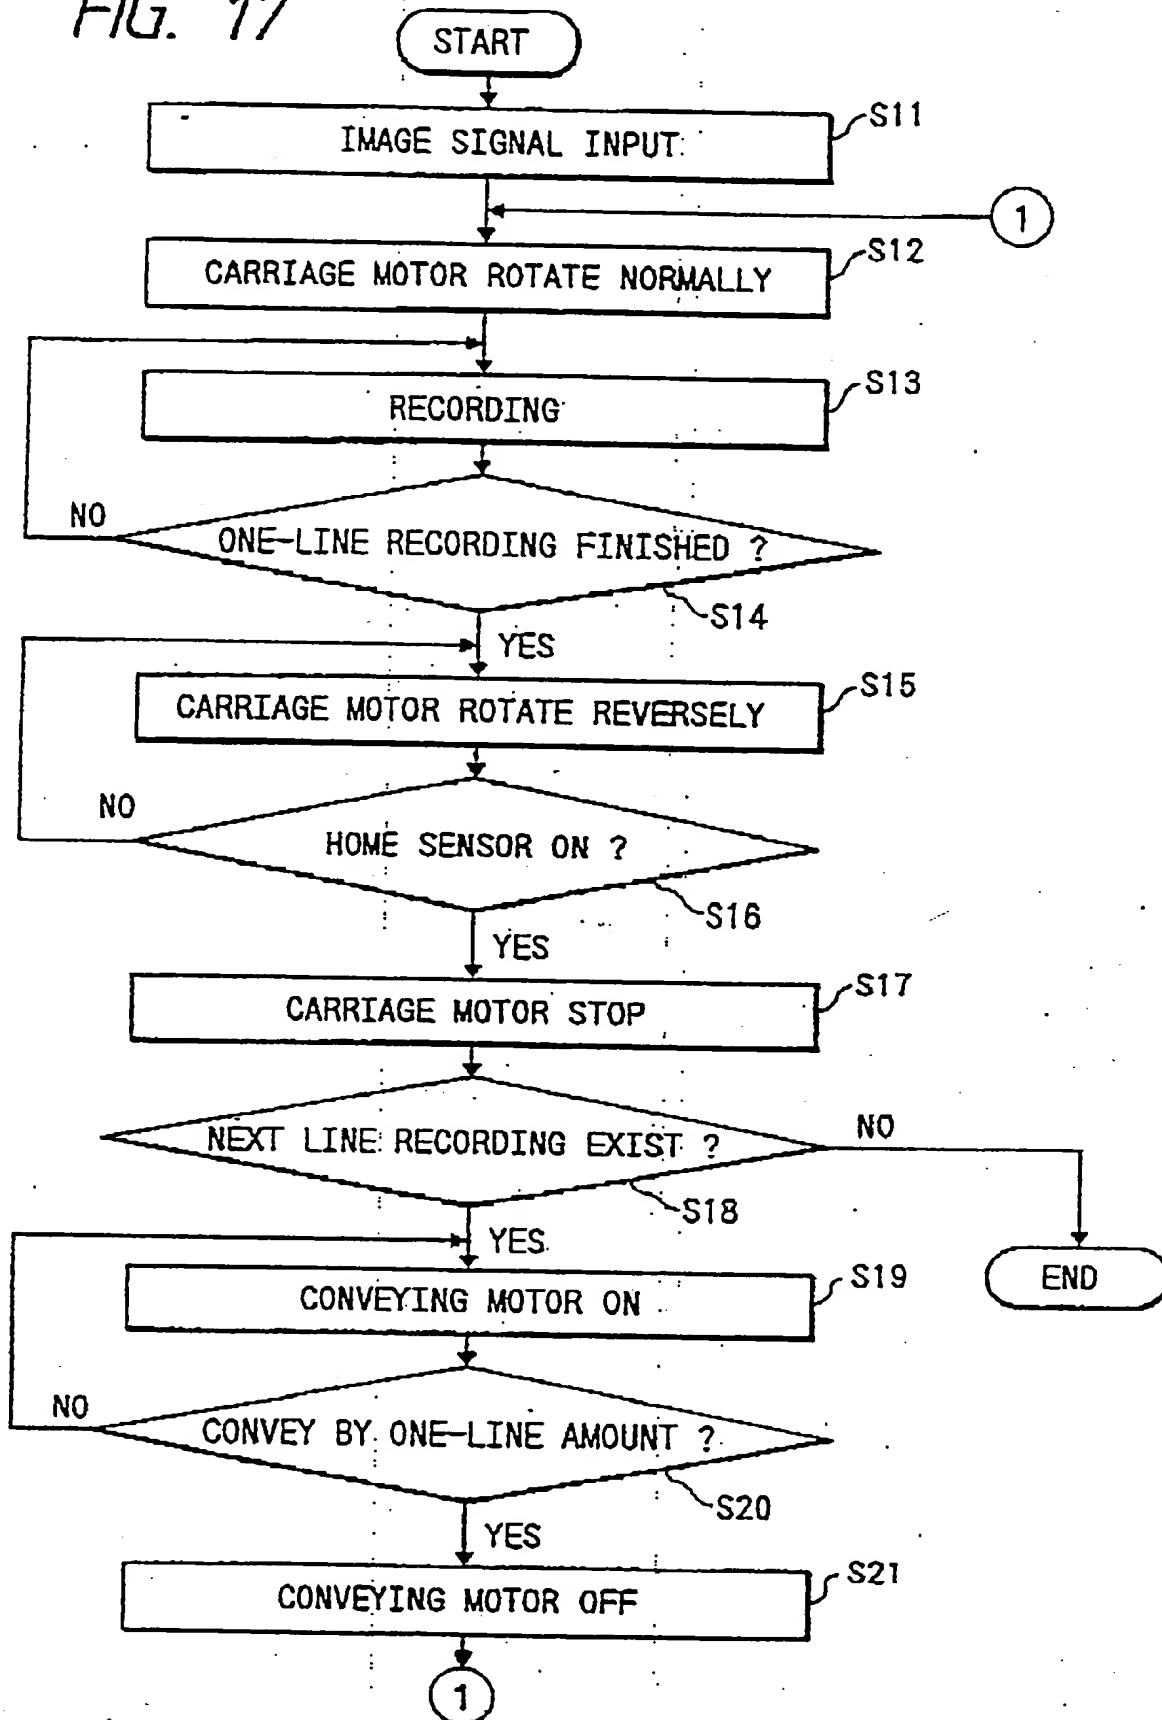 FIG. 17
START
IMAGE SIGNAL INPUT
S11
1
CARRIAGE MOTOR ROTATE NORMALLY
S12
RECORDING
S13
NO
ONE-LINE RECORDING FINISHED ?
S14
YES
CARRIAGE MOTOR ROTATE REVERSELY
S15
NO
HOME SENSOR ON ?
S16
YES
CARRIAGE MOTOR STOP
S17
NEXT LINE RECORDING EXIST ?
NO
S18
YES
CONVEYING MOTOR ON
S19
END
NO
CONVEY BY ONE-LINE AMOUNT ?
S20
YES
CONVEYING MOTOR OFF
S21
1